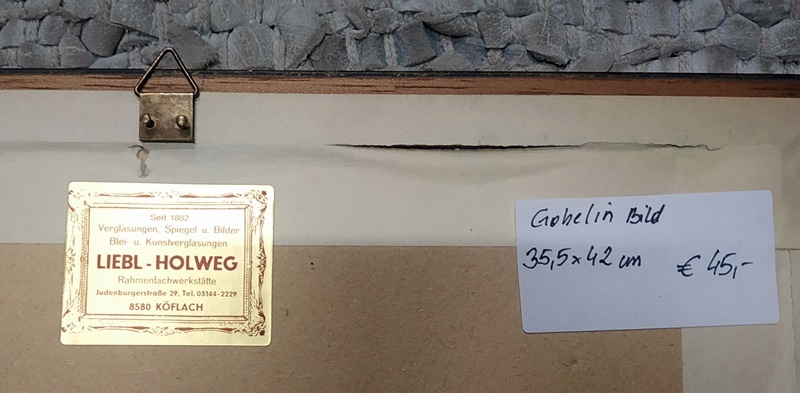 Seit 1882
Verglasungen, Spiegel u. Bilder
Blei- u. Kunstverglasungen
LIEBL - HOLWEG
Rahmenfachwerkstätte
Judenburgerstraße 29, Tel. 03144-2229
8580 KÖFLACH
Gobelin Bild
35,5 x 42 cm
€ 45,-